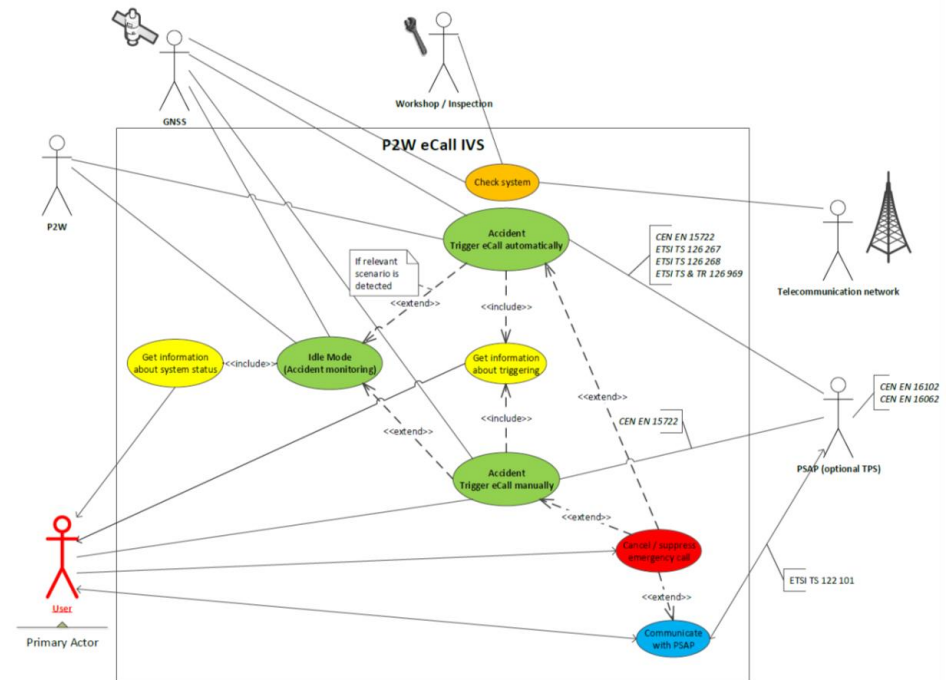 Workshop / Inspection
GNSS
P2W eCall IVS
P2W
Check system
Accident
Trigger eCall automatically
CEN EN 15722
ETSI TS 126 267
ETSI TS 126 268
ETSI TS & TR 126 969
If relevant
scenario is
detected
Telecommunication network
<<extend>>
<<include>>
Get information
about system status
<<include>>
Idle Mode
(Accident monitoring)
Get information
about triggering
CEN EN 16102
CEN EN 16062
<<extend>>
<<include>>
CEN EN 15722
<<extend>>
PSAP (optional TPS)
Accident
Trigger eCall manually
<<extend>>
Cancel / suppress
emergency call
ETSI TS 122 101
<<extend>>
User
Primary Actor
Communicate
with PSAP